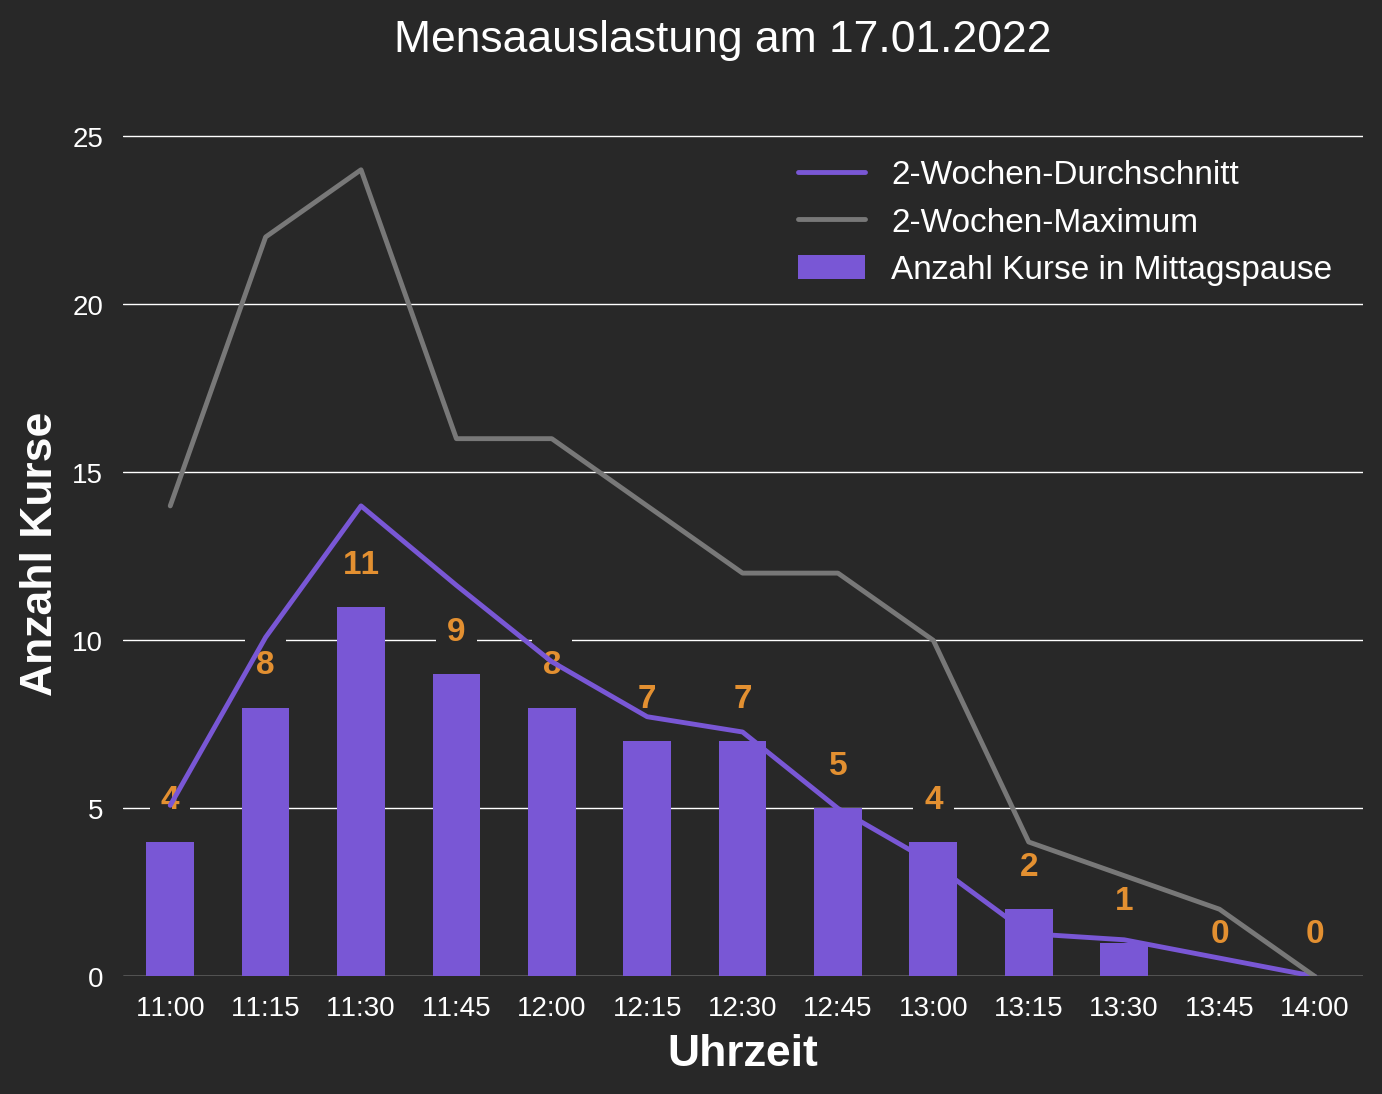 Mensaauslastung am 17.01.2022
25
2-Wochen-Durchschnitt
2-Wochen-Maximum
Anzahl Kurse in Mittagspause
20
15
10
5
0
Anzahl Kurse
4
8
11
9
8
7
7
5
4
2
1
0
0
11:00 11:15 11:30 11:45 12:00 12:15 12:30 12:45 13:00 13:15 13:30 13:45 14:00
Uhrzeit